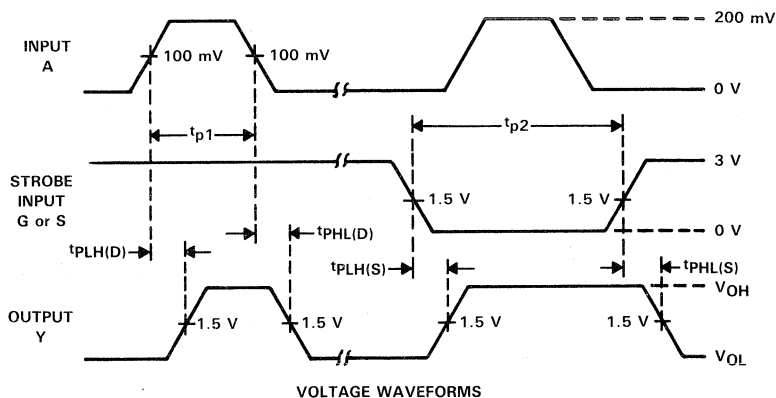 200 mV
INPUT
A
100 mV
100 mV
0 V
tp1
tp2
3 V
STROBE
INPUT
G or S
1.5 V
1.5 V
0 V
tPLH(D)
tPHL(D)
tPLH(S)
tPHL(S)
VOH
OUTPUT
Y
1.5 V
1.5 V
1.5 V
1.5 V
VOL
VOLTAGE WAVEFORMS